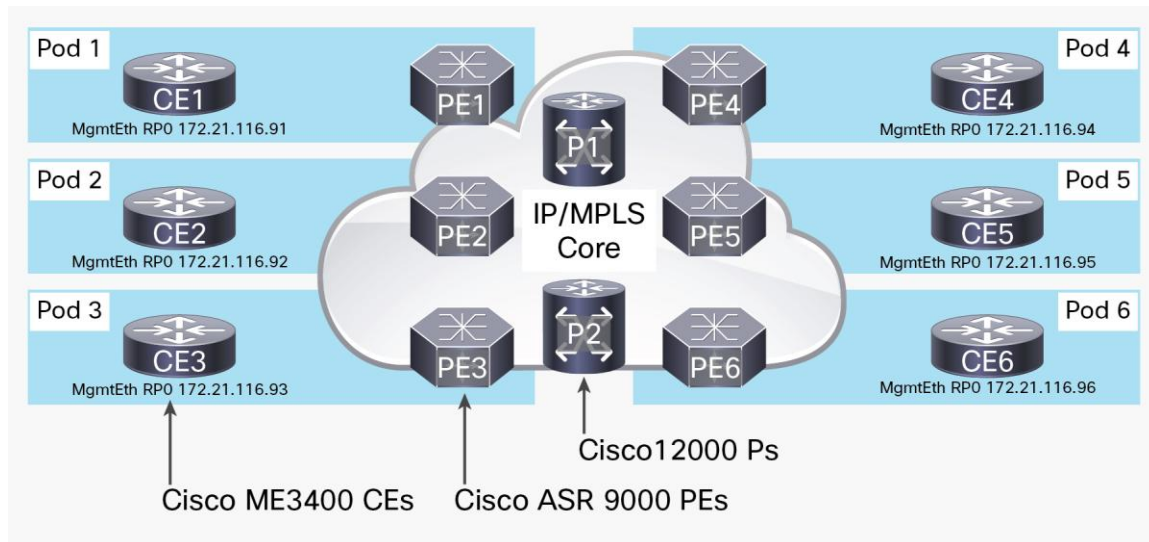 Pod 1
CE1
MgmtEth RP0 172.21.116.91
PE1
P1
PE4
Pod 4
CE4
MgmtEth RP0 172.21.116.94
Pod 2
CE2
MgmtEth RP0 172.21.116.92
PE2
IP/MPLS
Core
PE5
Pod 5
CE5
MgmtEth RP0 172.21.116.95
Pod 3
CE3
MgmtEth RP0 172.21.116.93
PE3
P2
PE6
Pod 6
CE6
MgmtEth RP0 172.21.116.96
Cisco12000 Ps
Cisco ME3400 CEs
Cisco ASR 9000 PEs